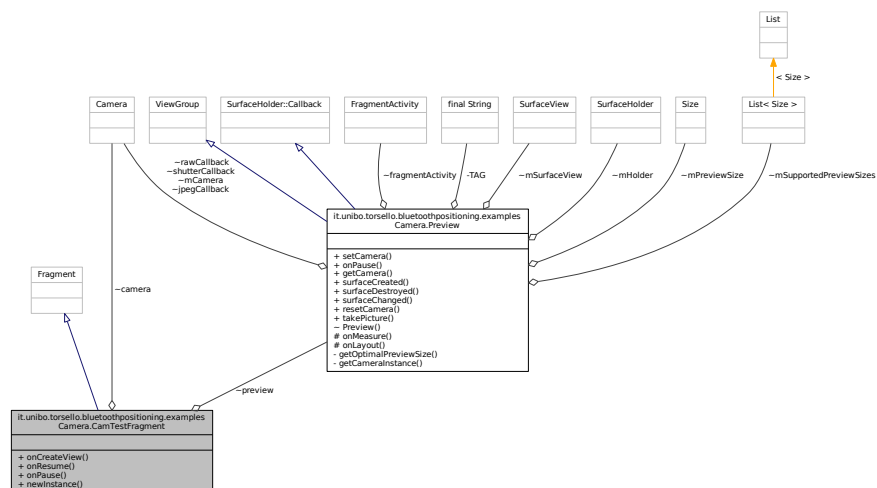 List
< Size >
Camera
ViewGroup
SurfaceHolder::Callback
FragmentActivity
final String
SurfaceView
SurfaceHolder
Size
List< Size >
~rawCallback
~shutterCallback
~mCamera
~jpegCallback
~fragmentActivity
-TAG
~mSurfaceView
~mHolder
~mPreviewSize
~mSupportedPreviewSizes
it.unibo.torsello.bluetoothpositioning.examples
Camera.Preview
+ setCamera()
+ onPause()
+ getCamera()
+ surfaceCreated()
+ surfaceDestroyed()
+ surfaceChanged()
+ resetCamera()
+ takePicture()
~ Preview()
# onMeasure()
# onLayout()
- getOptimalPreviewSize()
- getCameraInstance()
Fragment
~camera
~preview
it.unibo.torsello.bluetoothpositioning.examples
Camera.CamTestFragment
+ onCreateView()
+ onResume()
+ onPause()
+ newInstance()